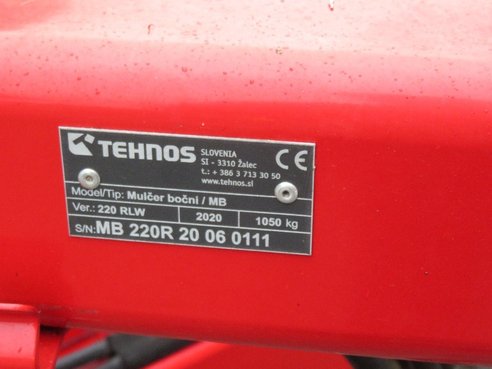 TEHNOS
SLOVENIA
SI - 3310 Žalec
t.: + 386 3 713 30 50
www.tehnos.si
CE
Model/Tip: Mulčer bočni / MB
Ver.: 220 RLW 2020 1050 kg
S/N: MB 220R 20 06 0111